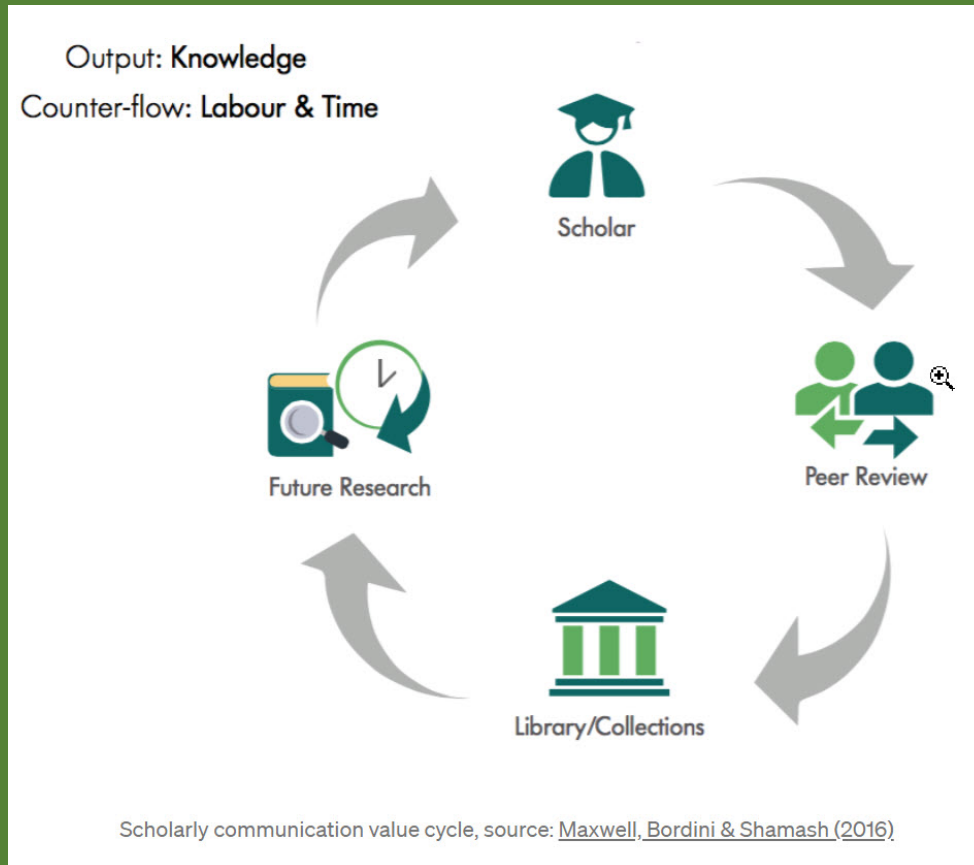 Output: Knowledge
Counter-flow: Labour & Time
Scholar
Peer Review
Library/Collections
Future Research
Scholarly communication value cycle, source: Maxwell, Bordini & Shamash (2016)